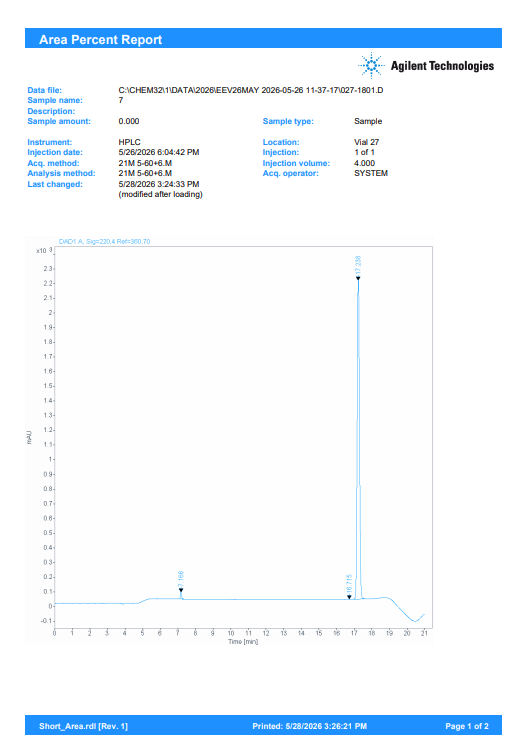 Area Percent Report
Agilent Technologies
Data file: C:\CHEM32\1\DATA\2026\EEV26MAY 2026-05-26 11-37-17\027-1801.D
Sample name: 7
Description:
Sample amount: 0.000 Sample type: Sample
Instrument: HPLC Location: Vial 27
Injection date: 5/26/2026 6:04:42 PM Injection: 1 of 1
Acq. method: 21M 5-60+6.M Injection volume: 4.000
Analysis method: 21M 5-60+6.M Acq. operator: SYSTEM
Last changed: 5/28/2026 3:24:33 PM
(modified after loading)
DAD1 A, Sig=220,4 Ref=360,70
x10 3
2.3
2.2
2.1
2
1.9
1.8
1.7
1.6
1.5
1.4
1.3
1.2
1.1
1
0.9
0.8
0.7
0.6
0.5
0.4
0.3
0.2
0.1
0
-0.1
mAU
7.166
16.715
17.238
0 1 2 3 4 5 6 7 8 9 10 11 12 13 14 15 16 17 18 19 20 21
Time [min]
Short_Area.rdl [Rev. 1] Printed: 5/28/2026 3:26:21 PM Page 1 of 2